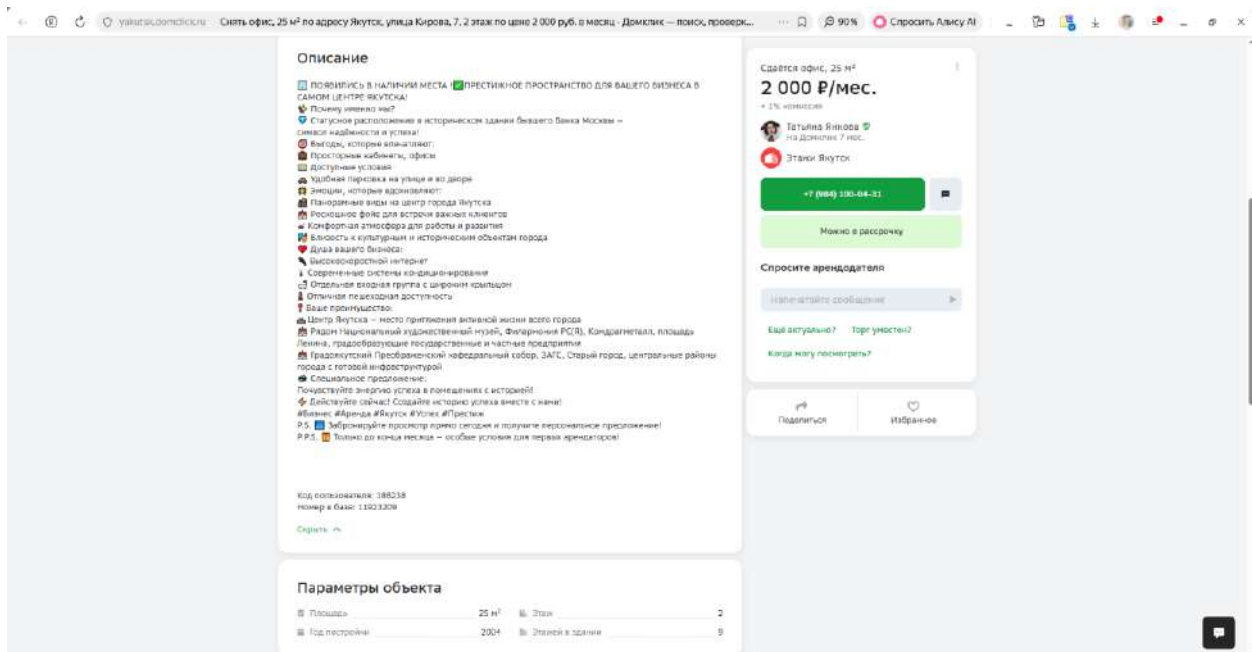 yakutsk.domclick.ru
Снять офис, 25 м² по адресу Якутск, улица Кирова, 7, 2 этаж по цене 2 000 руб. в месяц - Домклик — поиск, проверк...
90%
Спросить Алису AI
Описание
ПОЯВИЛИСЬ В НАЛИЧИИ МЕСТА !✅ПРЕСТИЖНОЕ ПРОСТРАНСТВО ДЛЯ ВАШЕГО БИЗНЕСА В
САМОМ ЦЕНТРЕ ЯКУТСКА!
Почему именно мы?
Статусное расположение в историческом здании бывшего Банка Москвы –
символ надёжности и успеха!
Выгоды, которые впечатляют:
Просторные кабинеты, офисы
Доступные условия
Удобная парковка на улице и во дворе
Эмоции, которые вдохновляют:
Панорамные виды на центр города Якутска
Роскошное фойе для встречи важных клиентов
Комфортная атмосфера для работы и развития
Близость к культурным и историческим объектам города
Душа вашего бизнеса:
Высокоскоростной интернет
Современные системы кондиционирования
Отдельная входная группа с широким крыльцом
Отличная пешеходная доступность
Ваше преимущество:
Центр Якутска – место притяжения активной жизни всего города
Рядом Национальный художественный музей, Филармония РС(Я), Комдрагметалл, площадь
Ленина, градообразующие государственные и частные предприятия
Градоякутский Преображенский кафедральный собор, ЗАГС, Старый город, центральные районы
города с готовой инфраструктурой
Специальное предложение:
Почувствуйте энергию успеха в помещениях с историей!
Действуйте сейчас! Создайте историю успеха вместе с нами!
#Бизнес #Аренда #Якутск #Успех #Престиж
P.S. Забронируйте просмотр прямо сегодня и получите персональное предложение!
P.P.S. Только до конца месяца – особые условия для первых арендаторов!
Код пользователя: 188238
Номер в базе: 11923209
Скрыть
Параметры объекта
Площадь 25 м² Этаж 2
Год постройки 2004 Этажей в здании 9
Сдаётся офис, 25 м²
2 000 ₽/мес.
+ 1% комиссия
Татьяна Янкова
На Домклик 7 мес.
Этажи Якутск
+7 (984) 100-04-31
Можно в рассрочку
Спросите арендодателя
Напечатайте сообщение
Ещё актуально? Торг уместен?
Когда могу посмотреть?
Поделиться Избранное